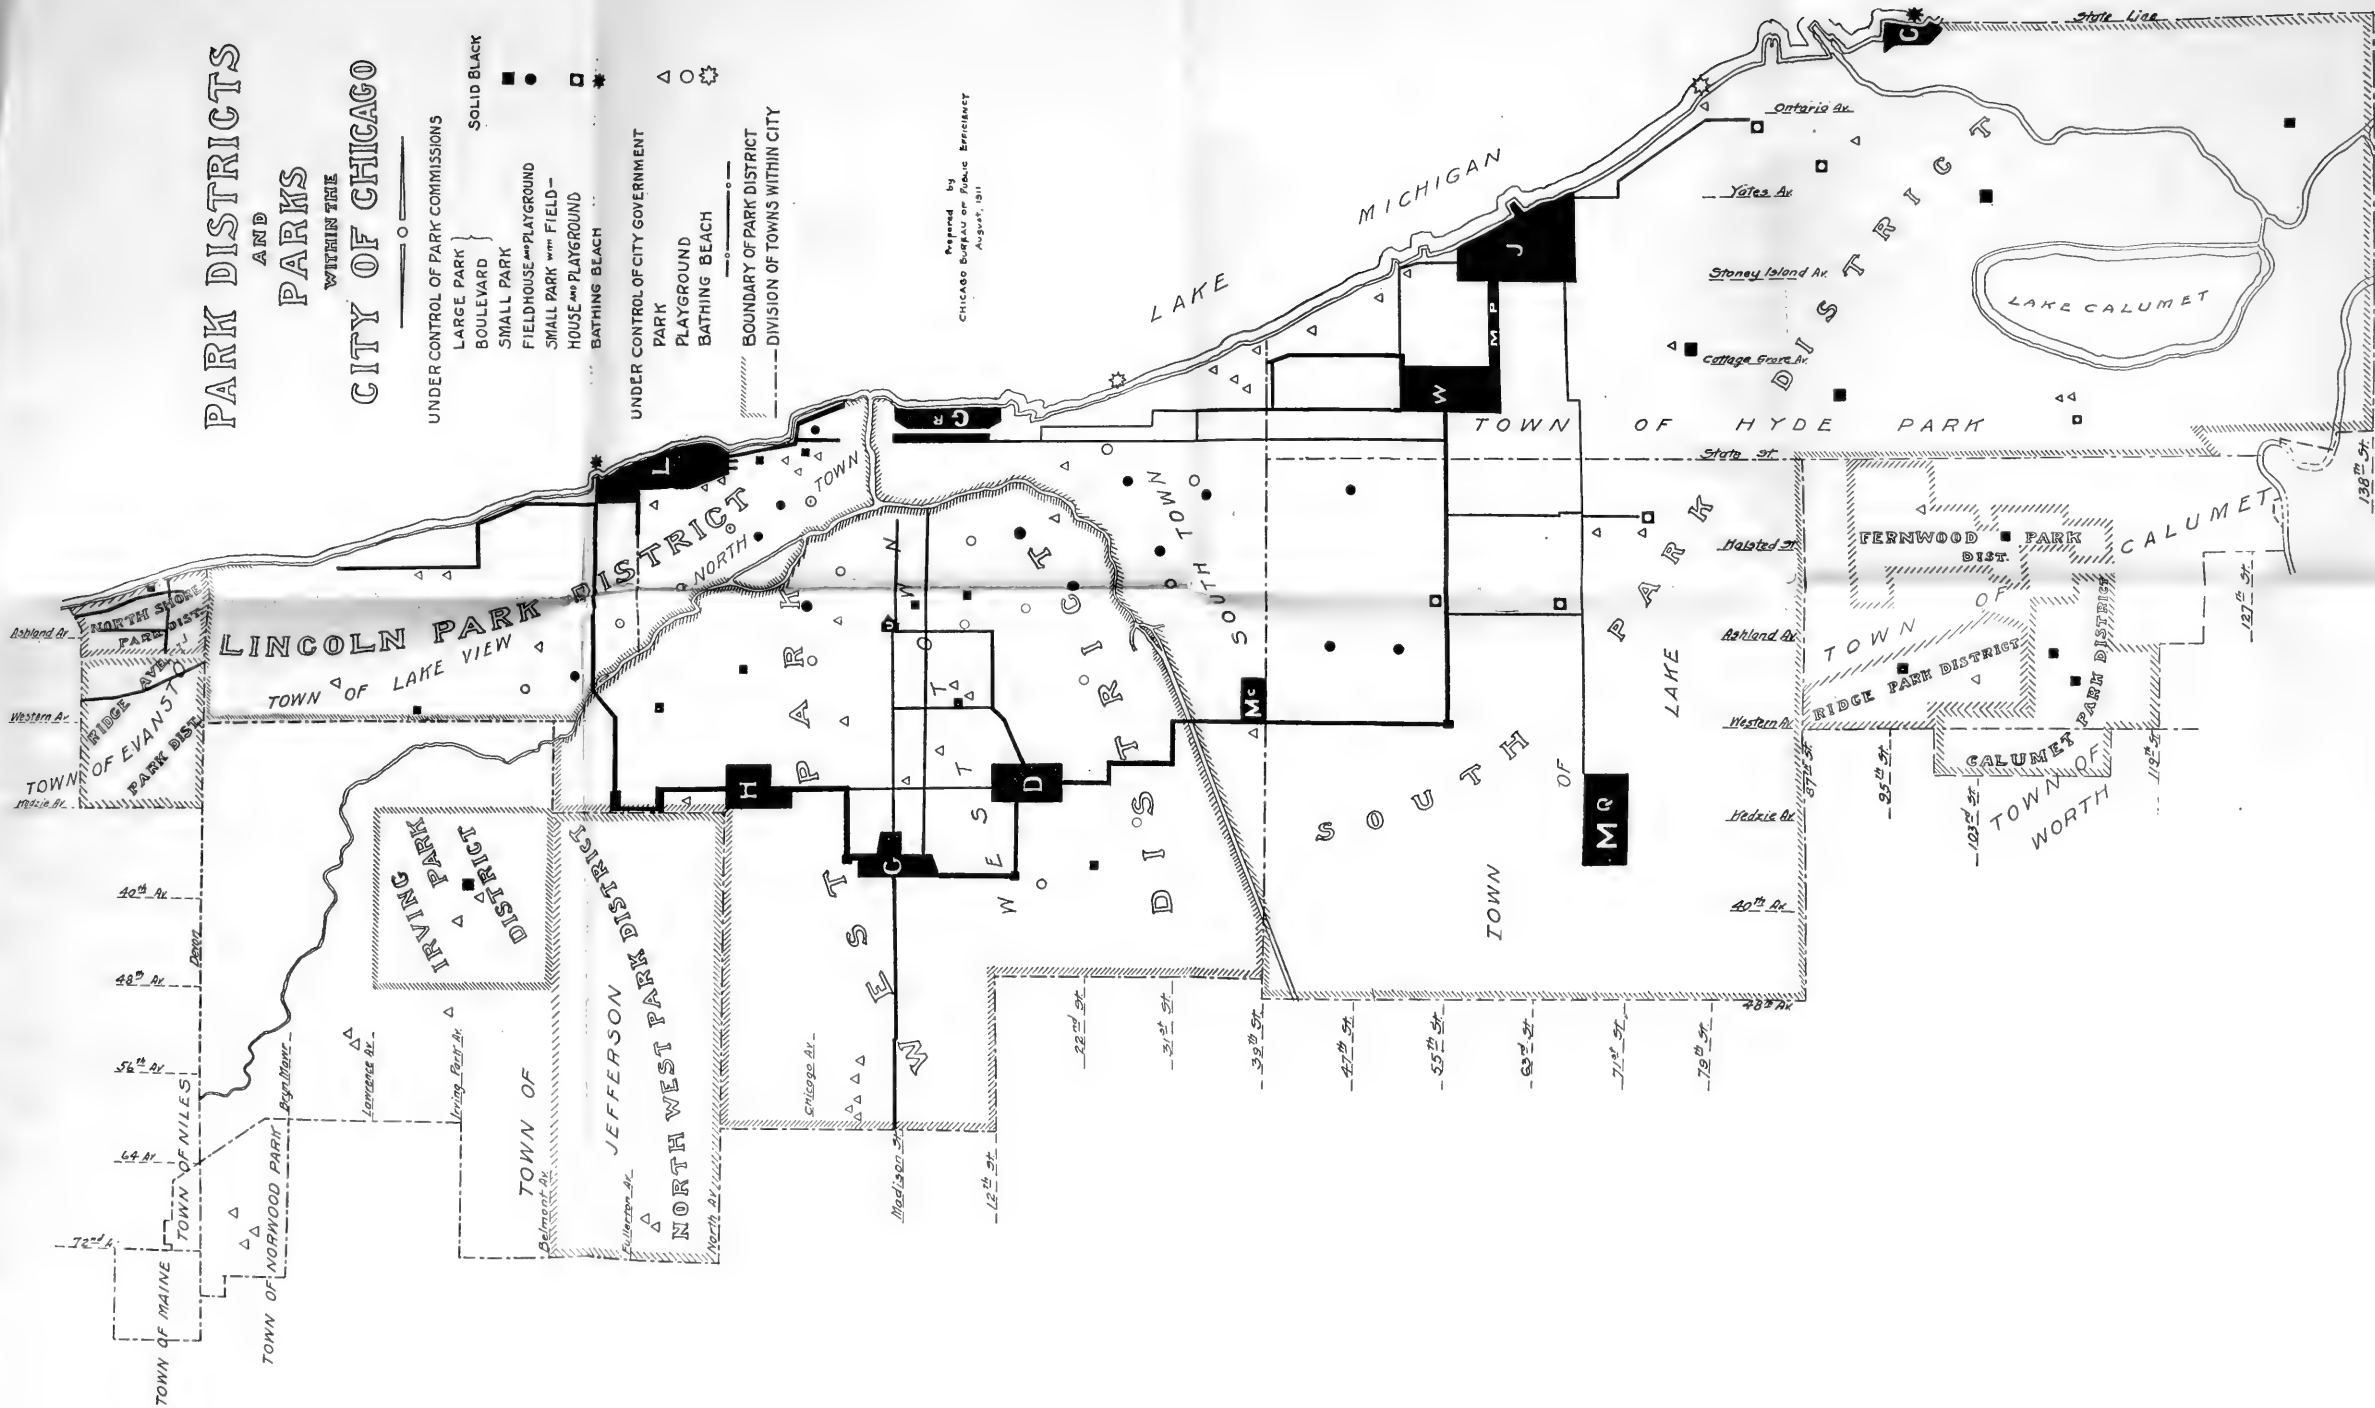 PARK DISTRICTS
AND
PARKS
WITHIN THE
CITY OF CHICAGO
UNDER CONTROL OF PARK COMMISSIONS
LARGE PARK
BOULEVARD
SOLID BLACK
SMALL PARK
FIELDHOUSE AND PLAYGROUND
SMALL PARK WITH FIELD-
HOUSE AND PLAYGROUND
BATHING BEACH
UNDER CONTROL OF CITY GOVERNMENT
PARK
PLAYGROUND
BATHING BEACH
BOUNDARY OF PARK DISTRICT
DIVISION OF TOWNS WITHIN CITY
Prepared by
CHICAGO BUREAU OF PUBLIC EFFICIENCY
August, 1911
LAKE MICHIGAN
LAKE CALUMET
State Line
Ontario Av.
Yates Av.
Stoney Island Av.
Cottage Grove Av.
State St.
Halsted St.
Ashland Av.
Western Av.
Kedzie Av.
40th Av.
48th Av.
TOWN OF HYDE PARK
SOUTH PARK DISTRICT
TOWN OF LAKE
SOUTH TOWN
NORTH TOWN
WEST TOWN
WEST PARK DISTRICT
LINCOLN PARK DISTRICT
TOWN OF LAKE VIEW
NORTH SHORE
PARK DIST.
RIDGE AVE.
PARK DIST.
TOWN OF EVANSTON
IRVING
PARK
DISTRICT
NORTH WEST PARK DISTRICT
TOWN OF
JEFFERSON
TOWN OF NILES
TOWN OF MAINE
TOWN OF NORWOOD PARK
FERNWOOD PARK
DIST.
RIDGE PARK DISTRICT
CALUMET PARK DISTRICT
TOWN OF CALUMET
TOWN OF
WORTH
L
Gr
H
U
G
D
Mc
W
M P
J
M Q
C
Ashland Av.
Western Av.
Kedzie Av.
40th Av.
48th Av.
56th Av.
64 Av.
72nd A
Devon
Bryn Mawr
Lawrence Av.
Irving Park Av.
Belmont Av.
Fullerton Av.
North Av.
Chicago Av.
Madison St.
12th St.
22nd St.
31st St.
39th St.
47th St.
55th St.
63rd St.
71st St.
79th St.
87th St.
95th St.
103rd St.
119th St.
127th St.
138th St.